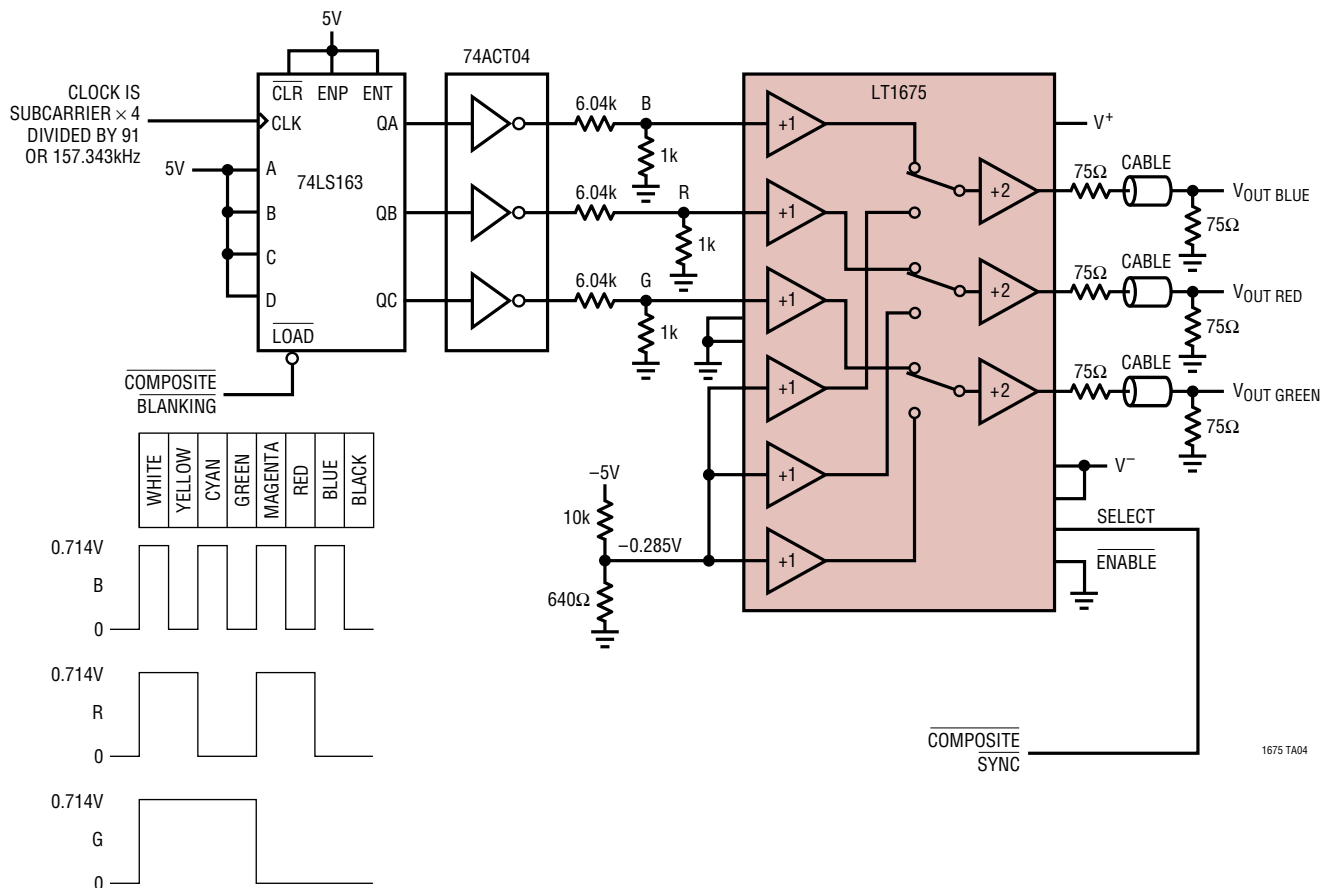 5V
74ACT04
CLOCK IS
SUBCARRIER × 4
DIVIDED BY 91
OR 157.343kHz
CLR ENP ENT
CLK
QA
5V
A
B
C
D
74LS163
QB
QC
LOAD
COMPOSITE
BLANKING
6.04k
B
1k
6.04k
R
1k
6.04k
G
1k
LT1675
+1
+1
+1
+1
+1
+1
+2
+2
+2
V+
75Ω
CABLE
VOUT BLUE
75Ω
75Ω
CABLE
VOUT RED
75Ω
75Ω
CABLE
VOUT GREEN
75Ω
V−
SELECT
ENABLE
–5V
10k
–0.285V
640Ω
COMPOSITE
SYNC
WHITE
YELLOW
CYAN
GREEN
MAGENTA
RED
BLUE
BLACK
0.714V
B
0
0.714V
R
0
0.714V
G
0
1675 TA04